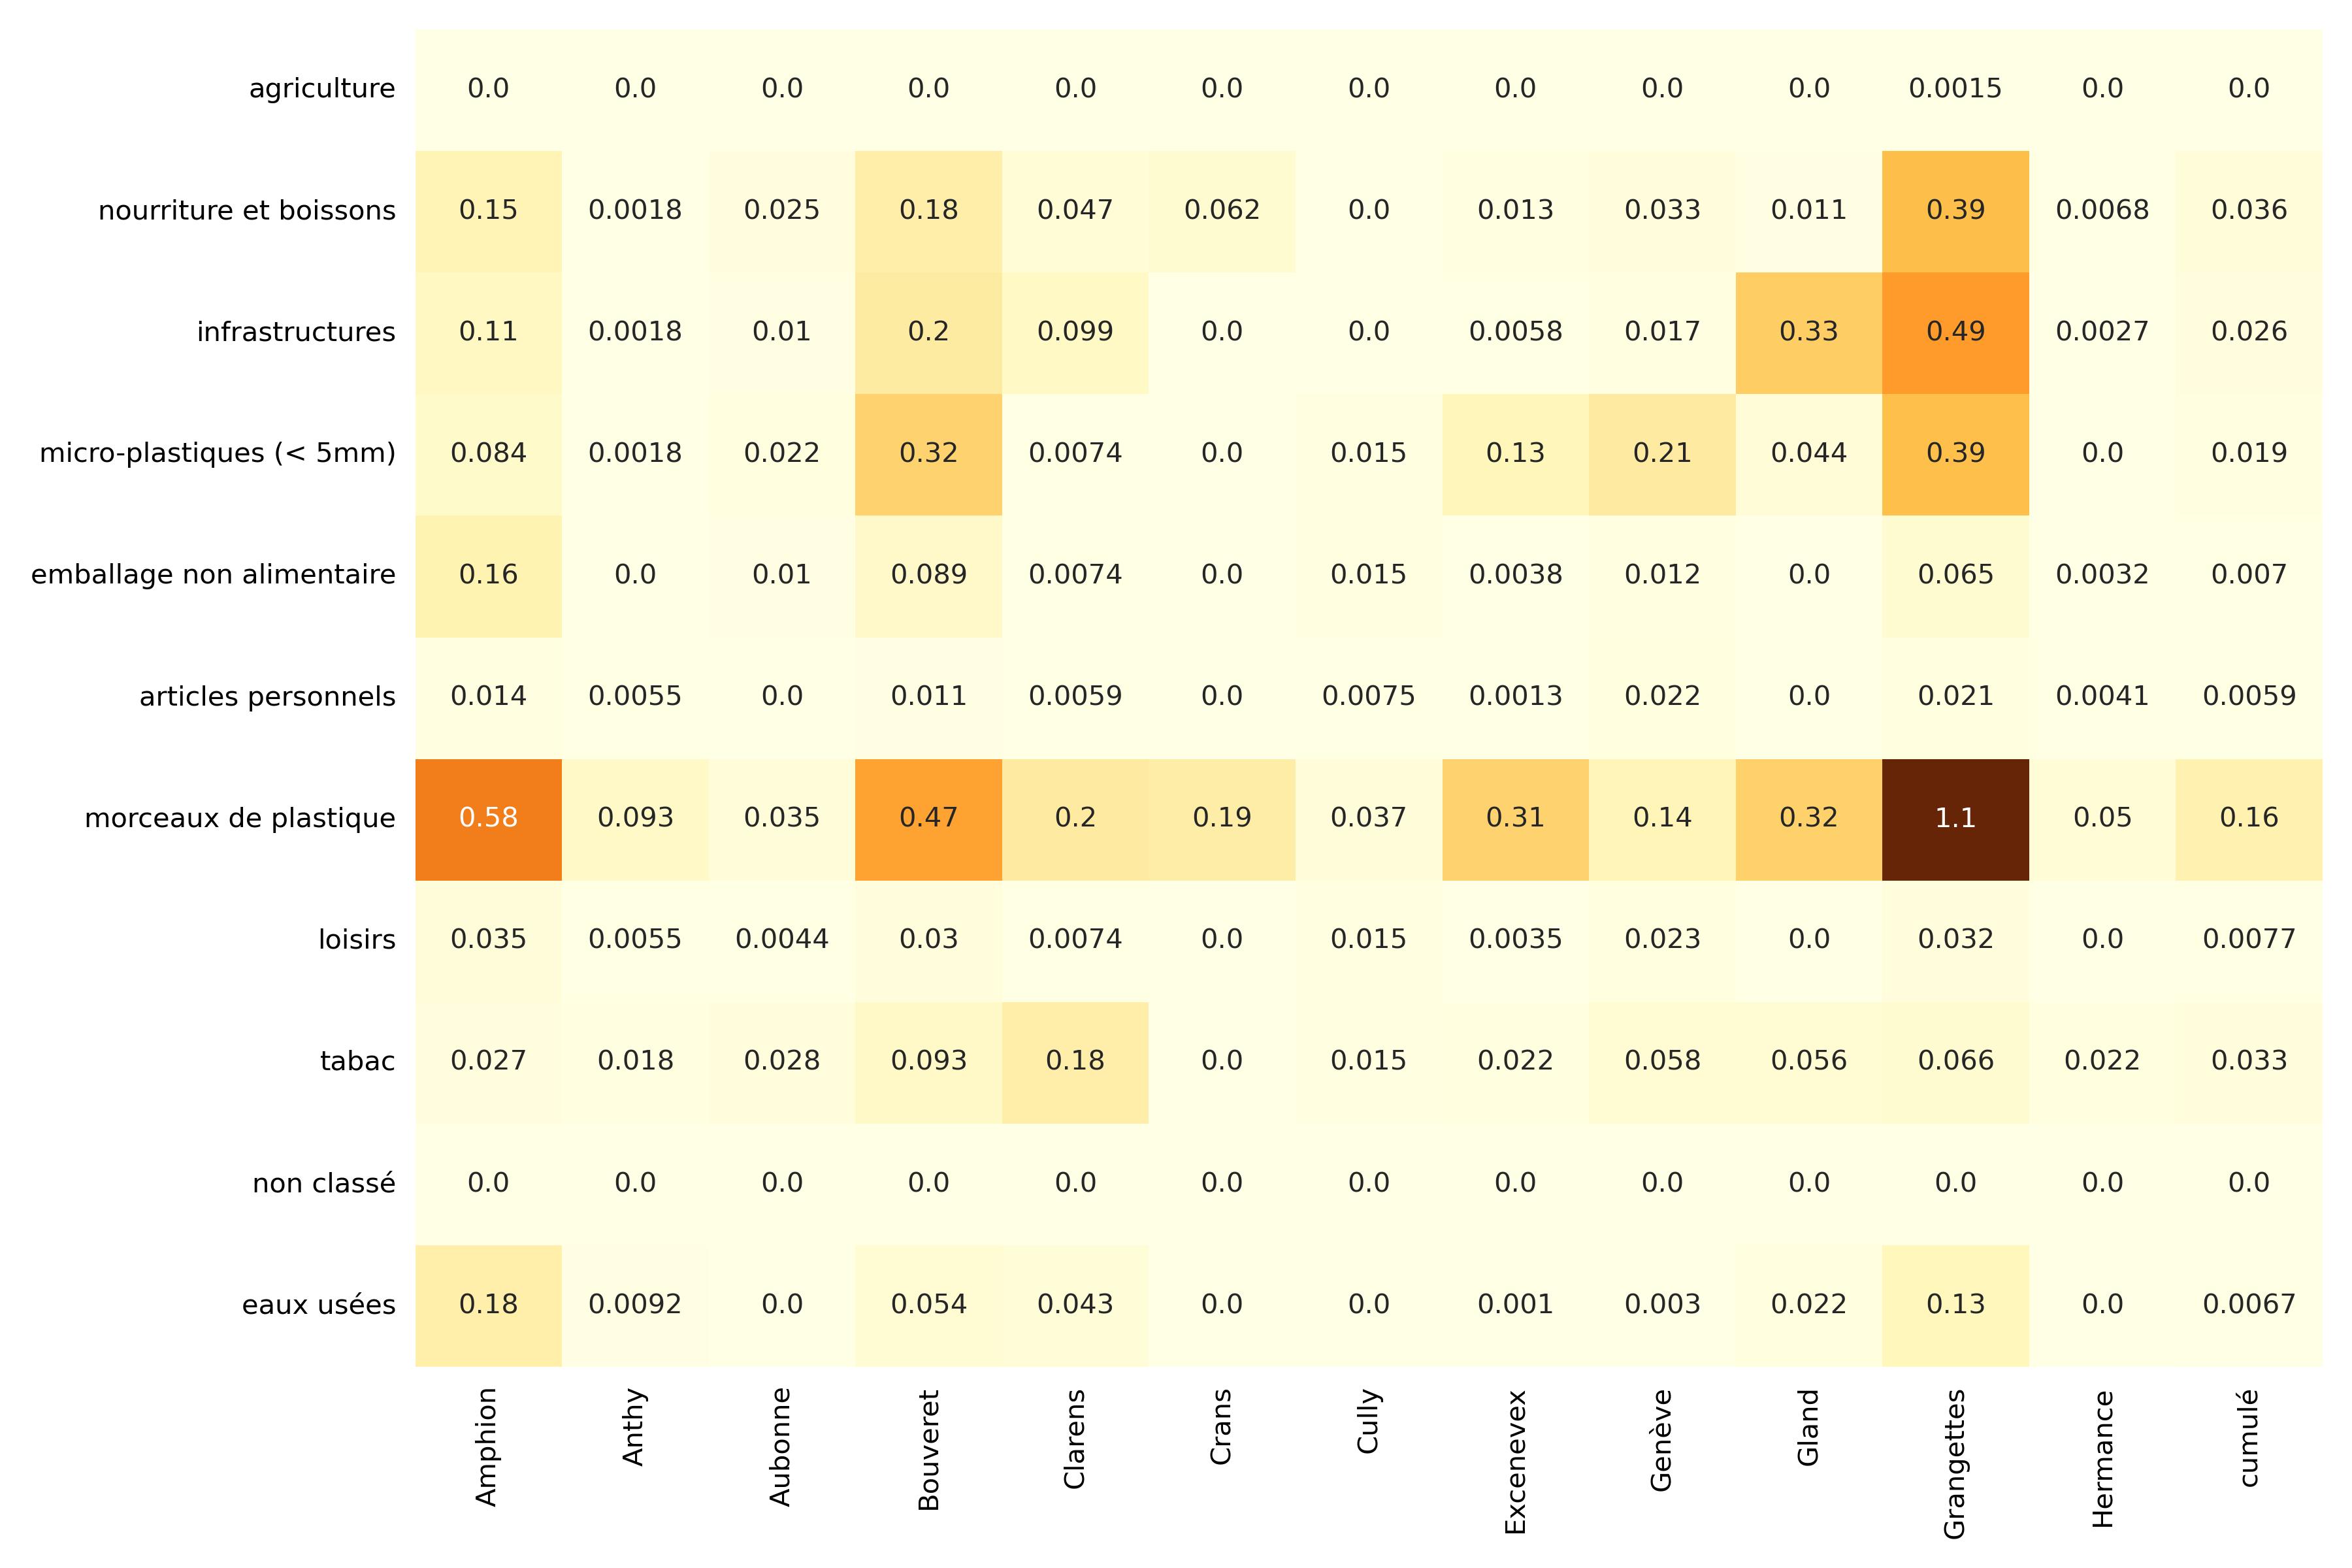 agriculture 0.0 0.0 0.0 0.0 0.0 0.0 0.0 0.0 0.0 0.0 0.0015 0.0 0.0
nourriture et boissons 0.15 0.0018 0.025 0.18 0.047 0.062 0.0 0.013 0.033 0.011 0.39 0.0068 0.036
infrastructures 0.11 0.0018 0.01 0.2 0.099 0.0 0.0 0.0058 0.017 0.33 0.49 0.0027 0.026
micro-plastiques (< 5mm) 0.084 0.0018 0.022 0.32 0.0074 0.0 0.015 0.13 0.21 0.044 0.39 0.0 0.019
emballage non alimentaire 0.16 0.0 0.01 0.089 0.0074 0.0 0.015 0.0038 0.012 0.0 0.065 0.0032 0.007
articles personnels 0.014 0.0055 0.0 0.011 0.0059 0.0 0.0075 0.0013 0.022 0.0 0.021 0.0041 0.0059
morceaux de plastique 0.58 0.093 0.035 0.47 0.2 0.19 0.037 0.31 0.14 0.32 1.1 0.05 0.16
loisirs 0.035 0.0055 0.0044 0.03 0.0074 0.0 0.015 0.0035 0.023 0.0 0.032 0.0 0.0077
tabac 0.027 0.018 0.028 0.093 0.18 0.0 0.015 0.022 0.058 0.056 0.066 0.022 0.033
non classé 0.0 0.0 0.0 0.0 0.0 0.0 0.0 0.0 0.0 0.0 0.0 0.0 0.0
eaux usées 0.18 0.0092 0.0 0.054 0.043 0.0 0.0 0.001 0.003 0.022 0.13 0.0 0.0067
Amphion Anthy Aubonne Bouveret Clarens Crans Cully Excenevex Genève Gland Grangettes Hermance cumulé